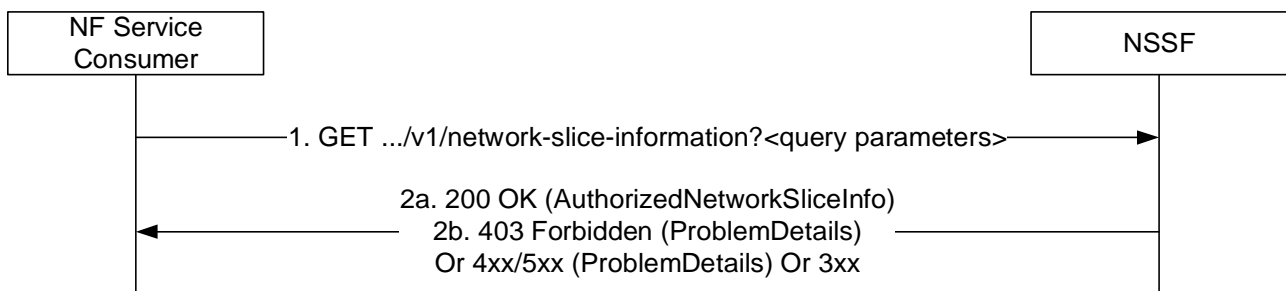 NF Service
Consumer
NSSF
1. GET .../v1/network-slice-information?<query parameters>
2a. 200 OK (AuthorizedNetworkSliceInfo)
2b. 403 Forbidden (ProblemDetails)
Or 4xx/5xx (ProblemDetails) Or 3xx